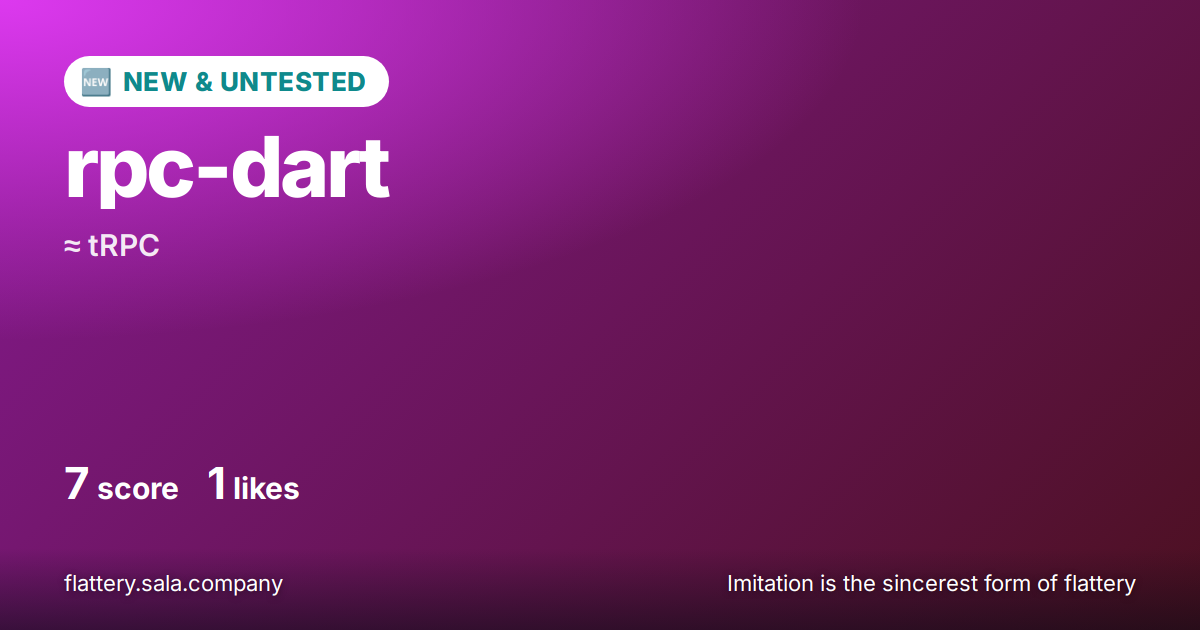 🆕 NEW & UNTESTED
rpc-dart
≈ tRPC
7 score 1 likes
flattery.sala.company
Imitation is the sincerest form of flattery